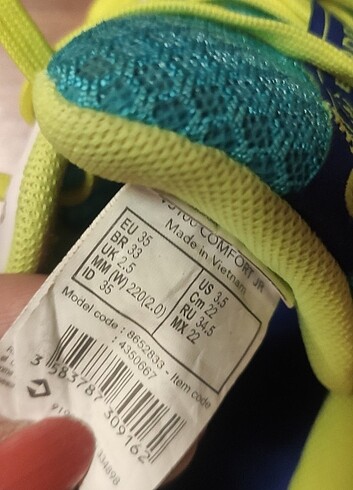 COMFORT JR
Made in Vietnam
EU 35
BR 33
UK 2.5
MM (W) 220(2.0)
ID 35
US 3.5
Cm 22
RU 34.5
MX 22
Model code : 8652833 - Item code
: 4350667
3 583787 309162